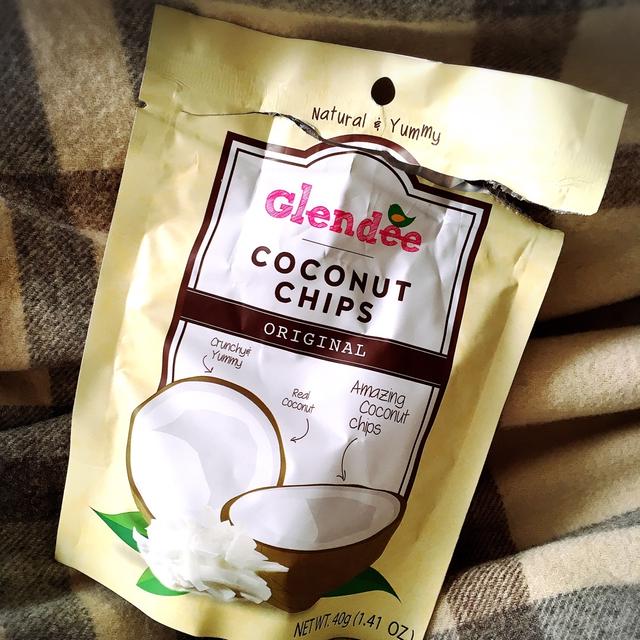 Natural & Yummy
Glendee
COCONUT
CHIPS
ORIGINAL
Crunchy &
Yummy
Real
Coconut
Amazing
Coconut
chips
NET WT. 40g (1.41 OZ)